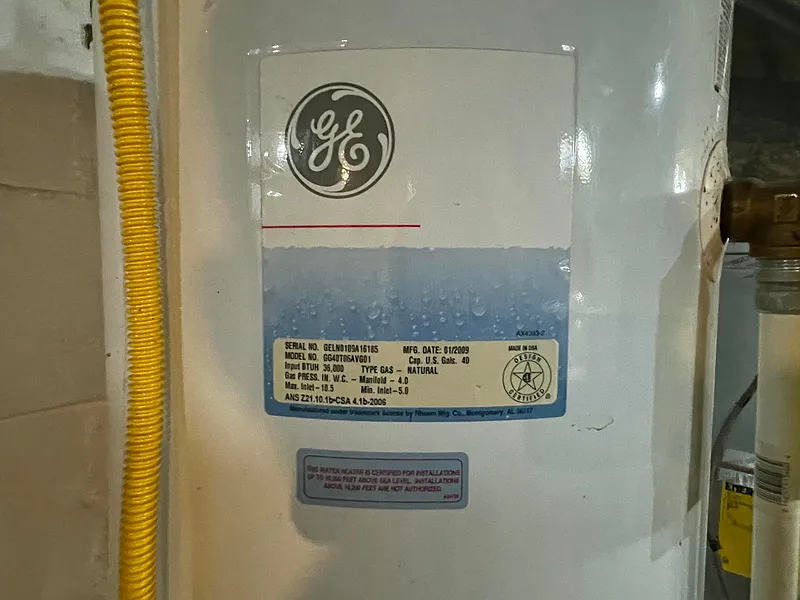 GE
AX4393-2
SERIAL NO. GELN0109A16185 MFG. DATE: 01/2009
MODEL NO. GG40T06AVG01 Cap. U.S. Gals. 40
Input BTUH 36,000 TYPE GAS - NATURAL
Gas PRESS. IN. W.C. - Manifold - 4.0
Max. Inlet-10.5 Min. Inlet-5.0
ANS Z21.10.1b-CSA 4.1b-2006
MADE IN USA
DESIGN
CERTIFIED
Manufactured under trademark license by Rheem Mfg. Co., Montgomery, AL 36117
THIS WATER HEATER IS CERTIFIED FOR INSTALLATIONS
UP TO 10,200 FEET ABOVE SEA LEVEL. INSTALLATIONS
ABOVE 10,200 FEET ARE NOT AUTHORIZED.
ENER